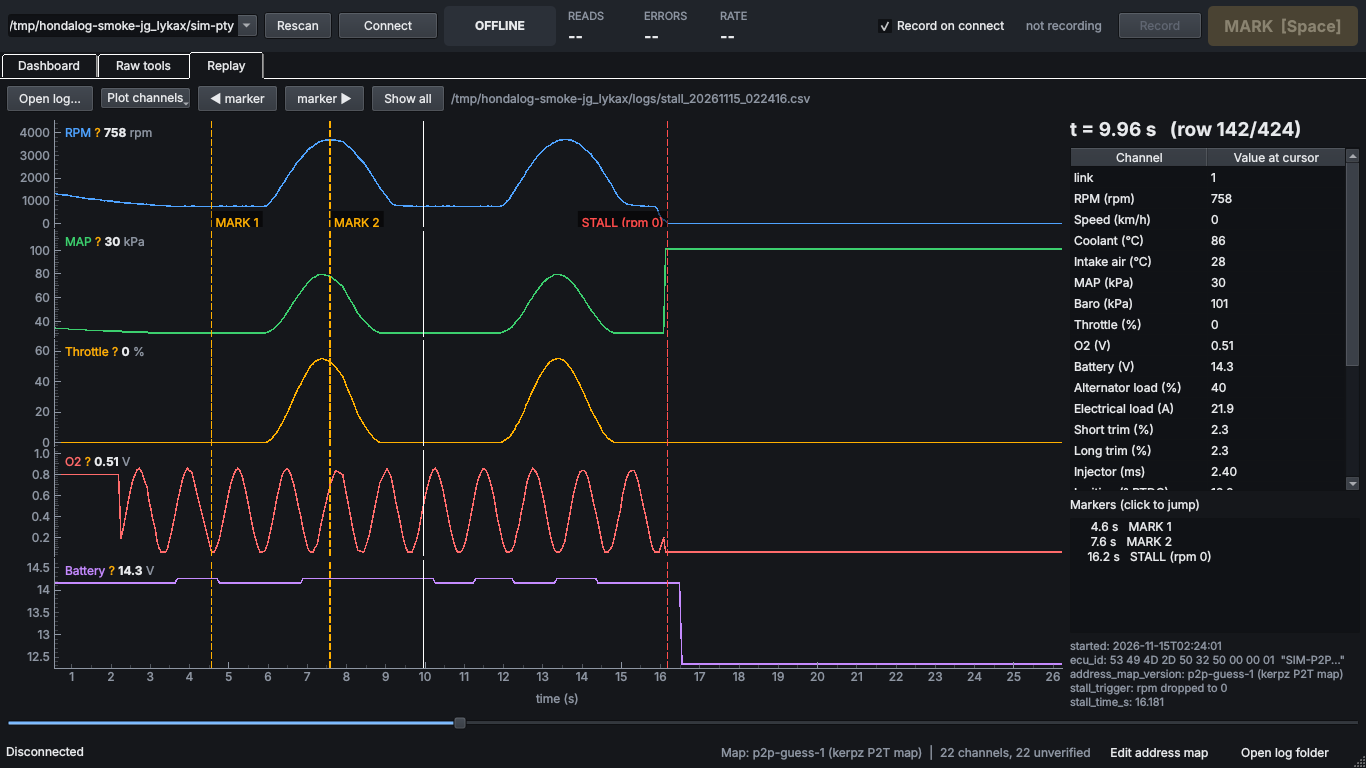 /tmp/hondalog-smoke-jg_lykax/sim-pty Rescan Connect OFFLINE READS -- ERRORS -- RATE -- Record on connect not recording Record MARK [Space]
Dashboard Raw tools Replay
Open log... Plot channels ◀ marker marker ▶ Show all /tmp/hondalog-smoke-jg_lykax/logs/stall_20261115_022416.csv
RPM ? 758 rpm
4000
3000
2000
1000
0
MARK 1 MARK 2 STALL (rpm 0)
MAP ? 30 kPa
100
80
60
40
Throttle ? 0 %
60
40
20
0
O2 ? 0.51 V
1.0
0.8
0.6
0.4
0.2
Battery ? 14.3 V
14.5
14
13.5
13
12.5
1 2 3 4 5 6 7 8 9 10 11 12 13 14 15 16 17 18 19 20 21 22 23 24 25 26
time (s)
t = 9.96 s (row 142/424)
Channel Value at cursor
link 1
RPM (rpm) 758
Speed (km/h) 0
Coolant (°C) 86
Intake air (°C) 28
MAP (kPa) 30
Baro (kPa) 101
Throttle (%) 0
O2 (V) 0.51
Battery (V) 14.3
Alternator load (%) 40
Electrical load (A) 21.9
Short trim (%) 2.3
Long trim (%) 2.3
Injector (ms) 2.40
Markers (click to jump)
4.6 s MARK 1
7.6 s MARK 2
16.2 s STALL (rpm 0)
started: 2026-11-15T02:24:01
ecu_id: 53 49 4D 2D 50 32 50 00 00 01 "SIM-P2P..."
address_map_version: p2p-guess-1 (kerpz P2T map)
stall_trigger: rpm dropped to 0
stall_time_s: 16.181
Disconnected Map: p2p-guess-1 (kerpz P2T map) | 22 channels, 22 unverified Edit address map Open log folder